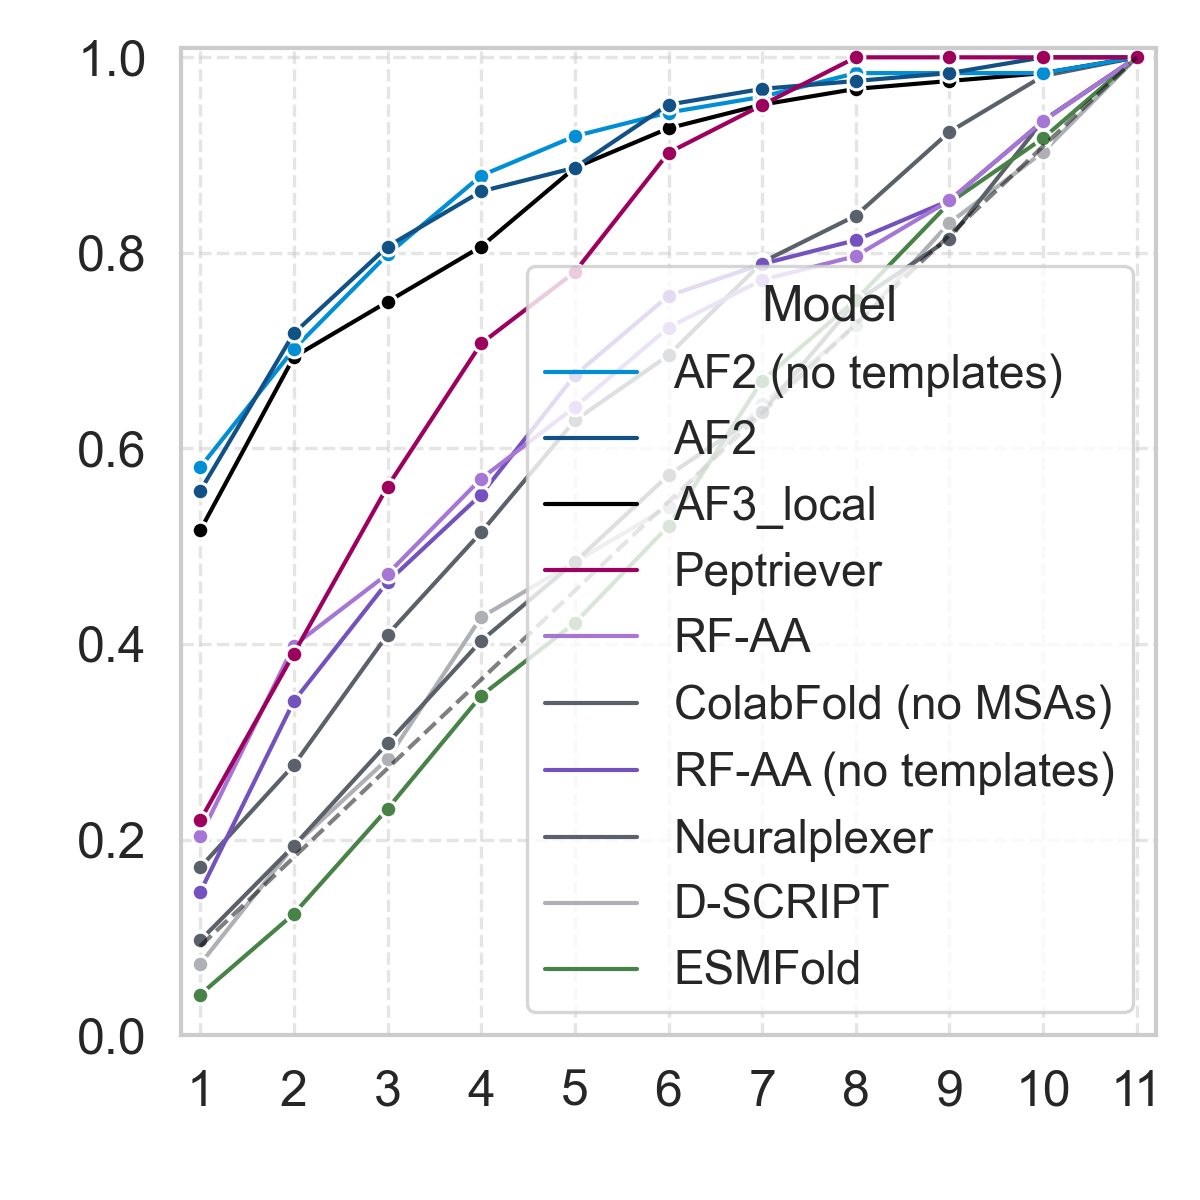 1.0
0.8
0.6
0.4
0.2
0.0
Model
AF2 (no templates)
AF2
AF3_local
Peptriever
RF-AA
ColabFold (no MSAs)
RF-AA (no templates)
Neuralplexer
D-SCRIPT
ESMFold
1 2 3 4 5 6 7 8 9 10 11